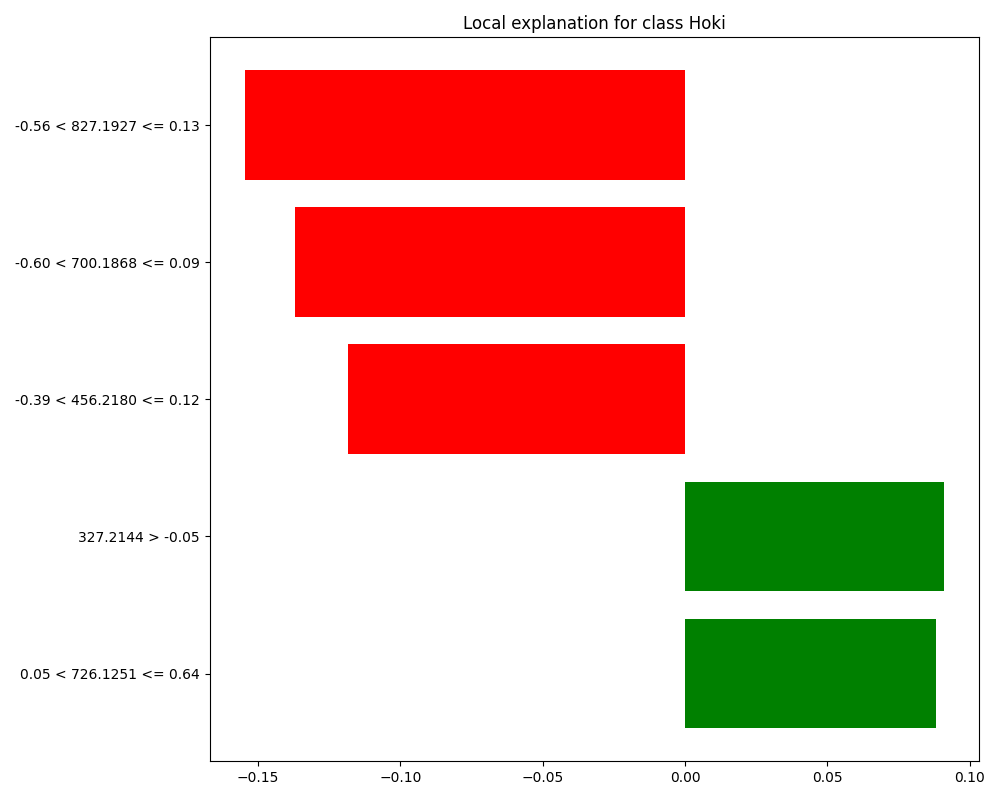 Local explanation for class Hoki
-0.56 < 827.1927 <= 0.13
-0.60 < 700.1868 <= 0.09
-0.39 < 456.2180 <= 0.12
327.2144 > -0.05
0.05 < 726.1251 <= 0.64
−0.15 −0.10 −0.05 0.00 0.05 0.10